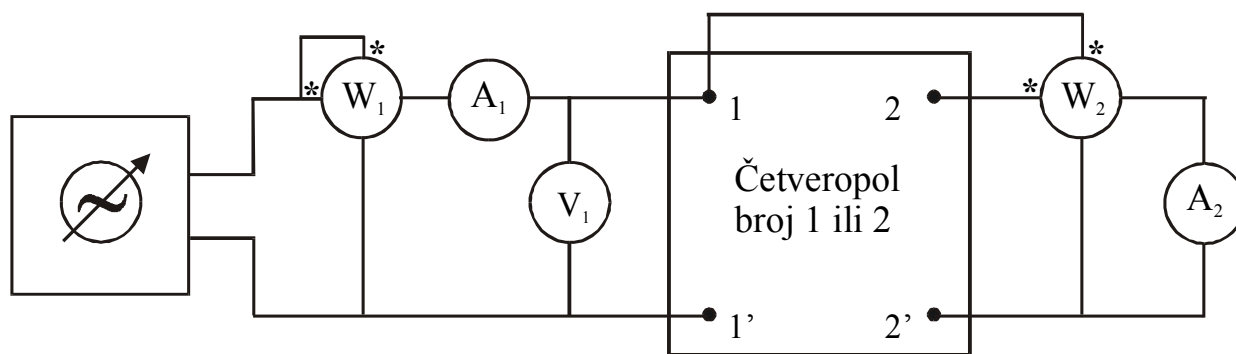 * *
W₁ A₁
V₁
1 2
1’ 2’
Četveropol
broj 1 ili 2
* *
W₂
A₂